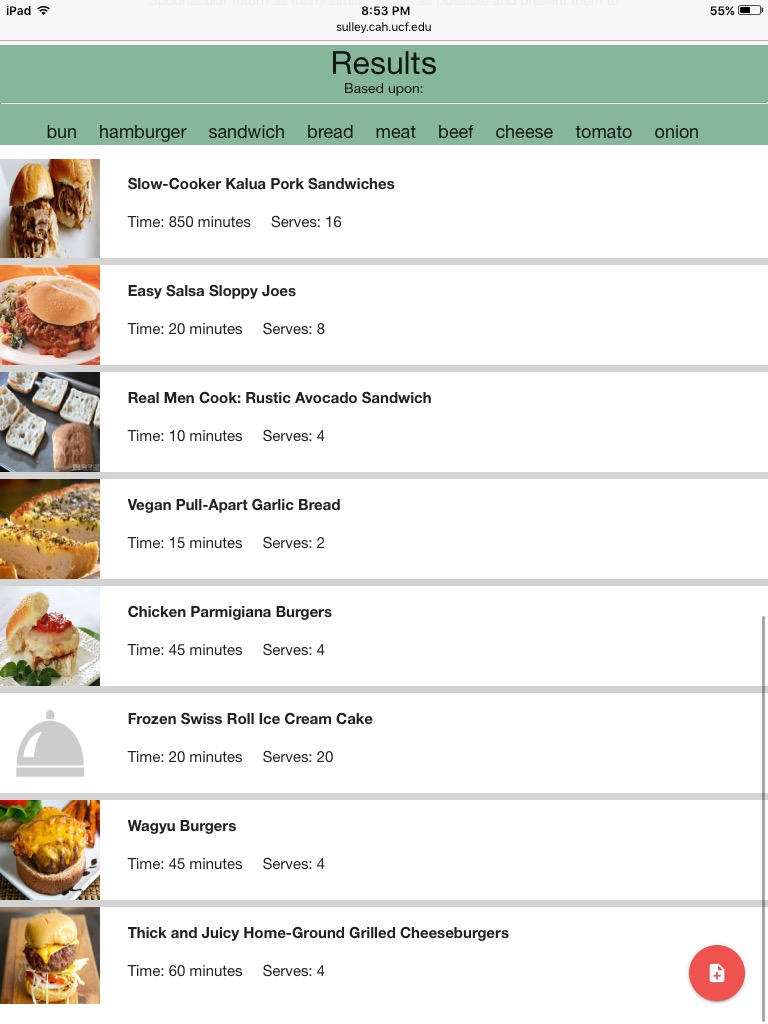 iPad 8:53 PM 55%
sulley.cah.ucf.edu
Results
Based upon:
bun hamburger sandwich bread meat beef cheese tomato onion
Slow-Cooker Kalua Pork Sandwiches
Time: 850 minutes Serves: 16
Easy Salsa Sloppy Joes
Time: 20 minutes Serves: 8
Real Men Cook: Rustic Avocado Sandwich
Time: 10 minutes Serves: 4
Vegan Pull-Apart Garlic Bread
Time: 15 minutes Serves: 2
Chicken Parmigiana Burgers
Time: 45 minutes Serves: 4
Frozen Swiss Roll Ice Cream Cake
Time: 20 minutes Serves: 20
Wagyu Burgers
Time: 45 minutes Serves: 4
Thick and Juicy Home-Ground Grilled Cheeseburgers
Time: 60 minutes Serves: 4